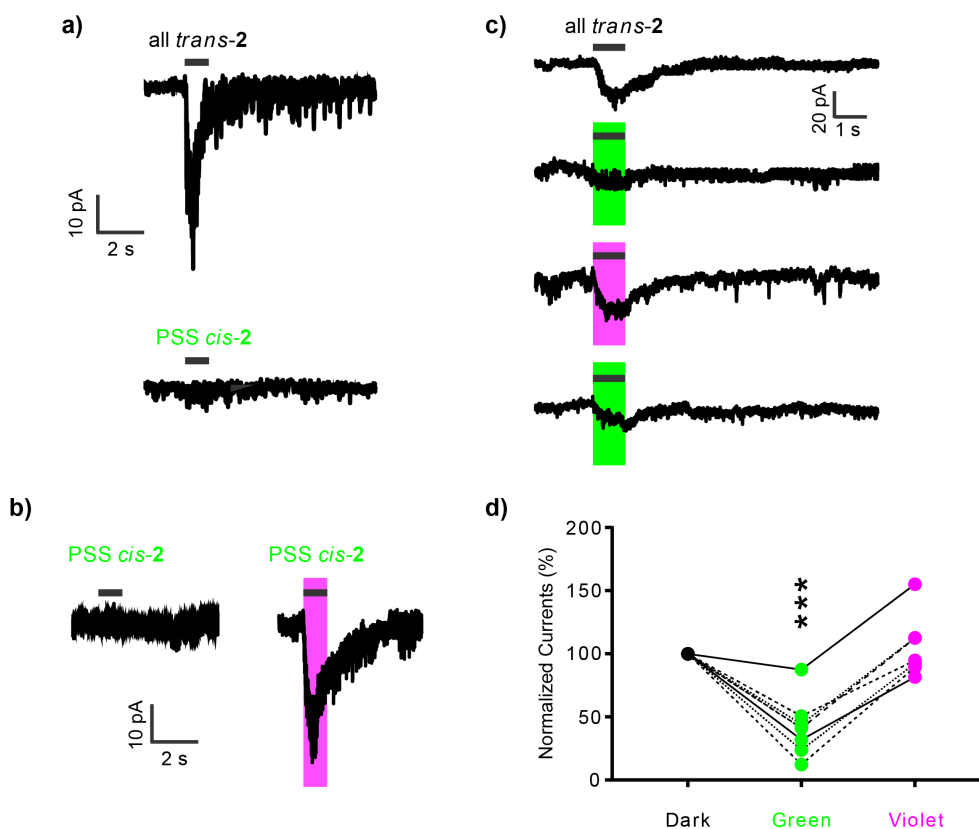 a)
all trans-2
10 pA
2 s
PSS cis-2
b)
PSS cis-2
PSS cis-2
10 pA
2 s
c)
all trans-2
20 pA
1 s
d)
Normalized Currents (%)
200
150
100
50
0
***
Dark
Green
Violet